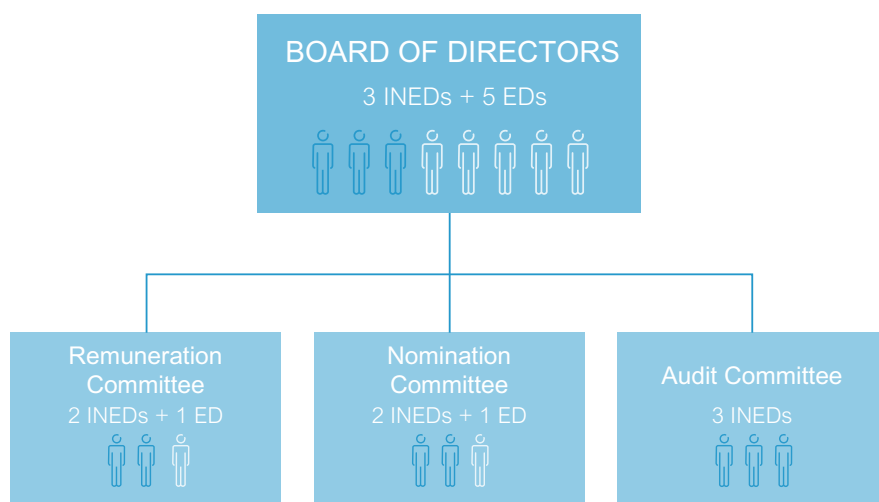 BOARD OF DIRECTORS
3 INEDs + 5 EDs
Remuneration
Committee
2 INEDs + 1 ED
Nomination
Committee
2 INEDs + 1 ED
Audit Committee
3 INEDs